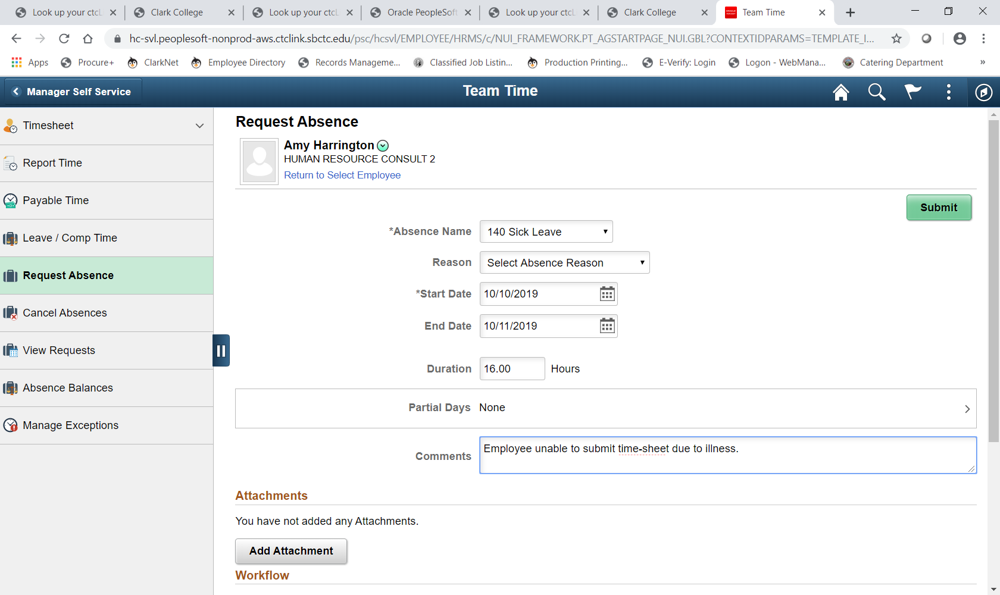 Look up your ctcL
Clark College
Look up your ctcL
Oracle PeopleSoft
Look up your ctcL
Clark College
Team Time
hc-svl.peoplesoft-nonprod-aws.ctclink.sbctc.edu/psc/hcsvl/EMPLOYEE/HRMS/c/NUI_FRAMEWORK.PT_AGSTARTPAGE_NUI.GBL?CONTEXTIDPARAMS=TEMPLATE_I...
Apps
Procure+
ClarkNet
Employee Directory
Records Manageme...
Classified Job Listin...
Production Printing...
E-Verify: Login
Logon - WebMana...
Catering Department
»
Manager Self Service
Team Time
Timesheet
Report Time
Payable Time
Leave / Comp Time
Request Absence
Cancel Absences
View Requests
Absence Balances
Manage Exceptions
Request Absence
Amy Harrington
HUMAN RESOURCE CONSULT 2
Return to Select Employee
Submit
*Absence Name 140 Sick Leave
Reason Select Absence Reason
*Start Date 10/10/2019
End Date 10/11/2019
Duration 16.00 Hours
Partial Days None
Comments Employee unable to submit time-sheet due to illness.
Attachments
You have not added any Attachments.
Add Attachment
Workflow